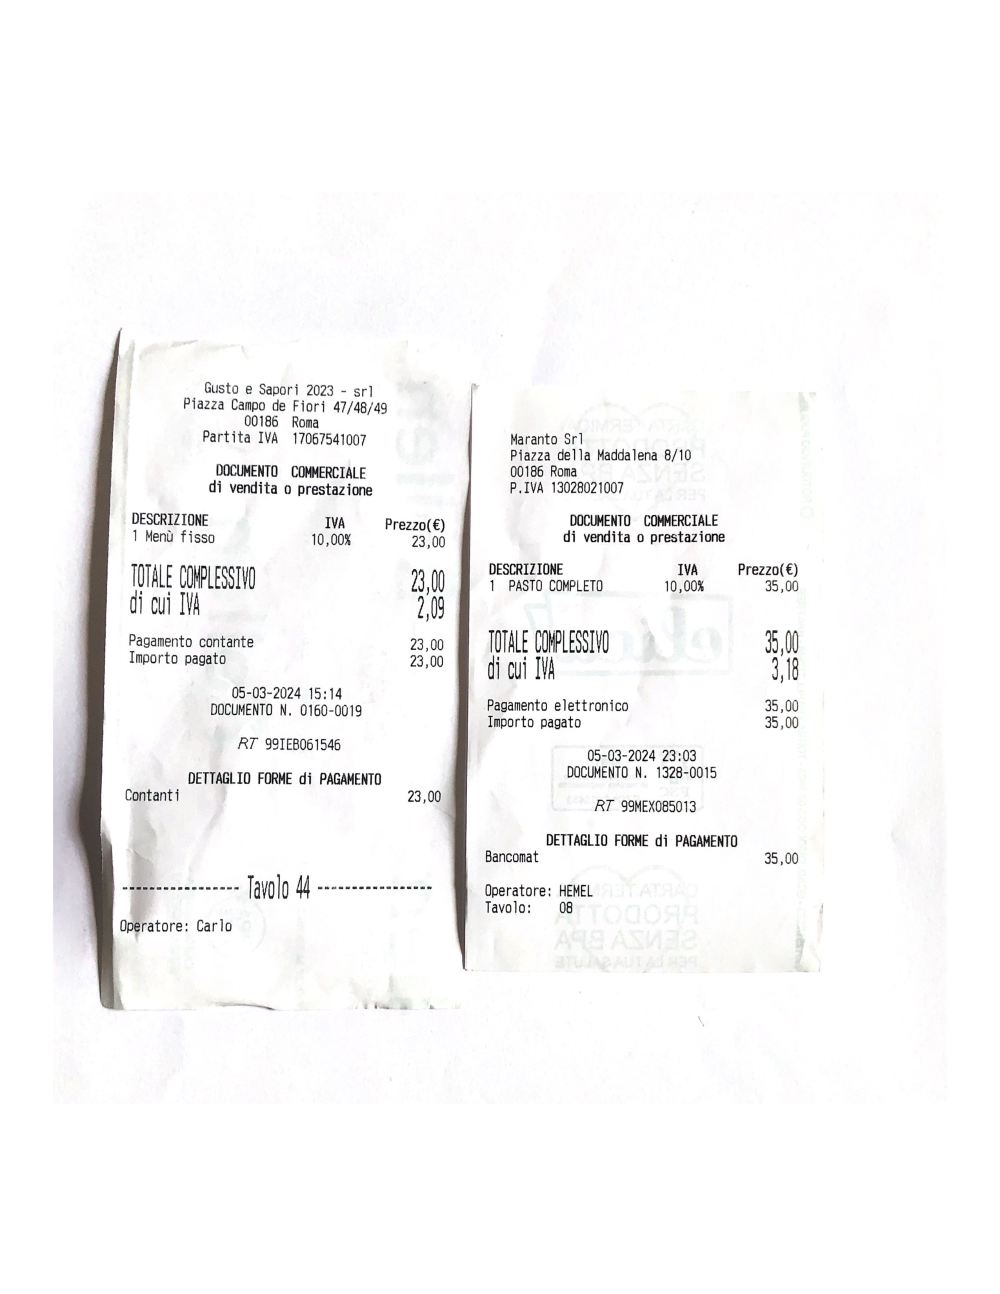 Gusto e Sapori 2023 - srl
Piazza Campo de Fiori 47/48/49
00186 Roma
Partita IVA 17067541007
DOCUMENTO COMMERCIALE
di vendita o prestazione
DESCRIZIONE IVA Prezzo(€)
1 Menù fisso 10,00% 23,00
TOTALE COMPLESSIVO 23,00
di cui IVA 2,09
Pagamento contante 23,00
Importo pagato 23,00
05-03-2024 15:14
DOCUMENTO N. 0160-0019
RT 99IEB061546
DETTAGLIO FORME di PAGAMENTO
Contanti 23,00
---------------- Tavolo 44 ----------------
Operatore: Carlo
Maranto Srl
Piazza della Maddalena 8/10
00186 Roma
P.IVA 13028021007
DOCUMENTO COMMERCIALE
di vendita o prestazione
DESCRIZIONE IVA Prezzo(€)
1 PASTO COMPLETO 10,00% 35,00
TOTALE COMPLESSIVO 35,00
di cui IVA 3,18
Pagamento elettronico 35,00
Importo pagato 35,00
05-03-2024 23:03
DOCUMENTO N. 1328-0015
RT 99MEX085013
DETTAGLIO FORME di PAGAMENTO
Bancomat 35,00
Operatore: HEMEL
Tavolo: 08
CARTA TERMICA
PRODOTTA
SENZA BPA
PER LA TUA SALUTE